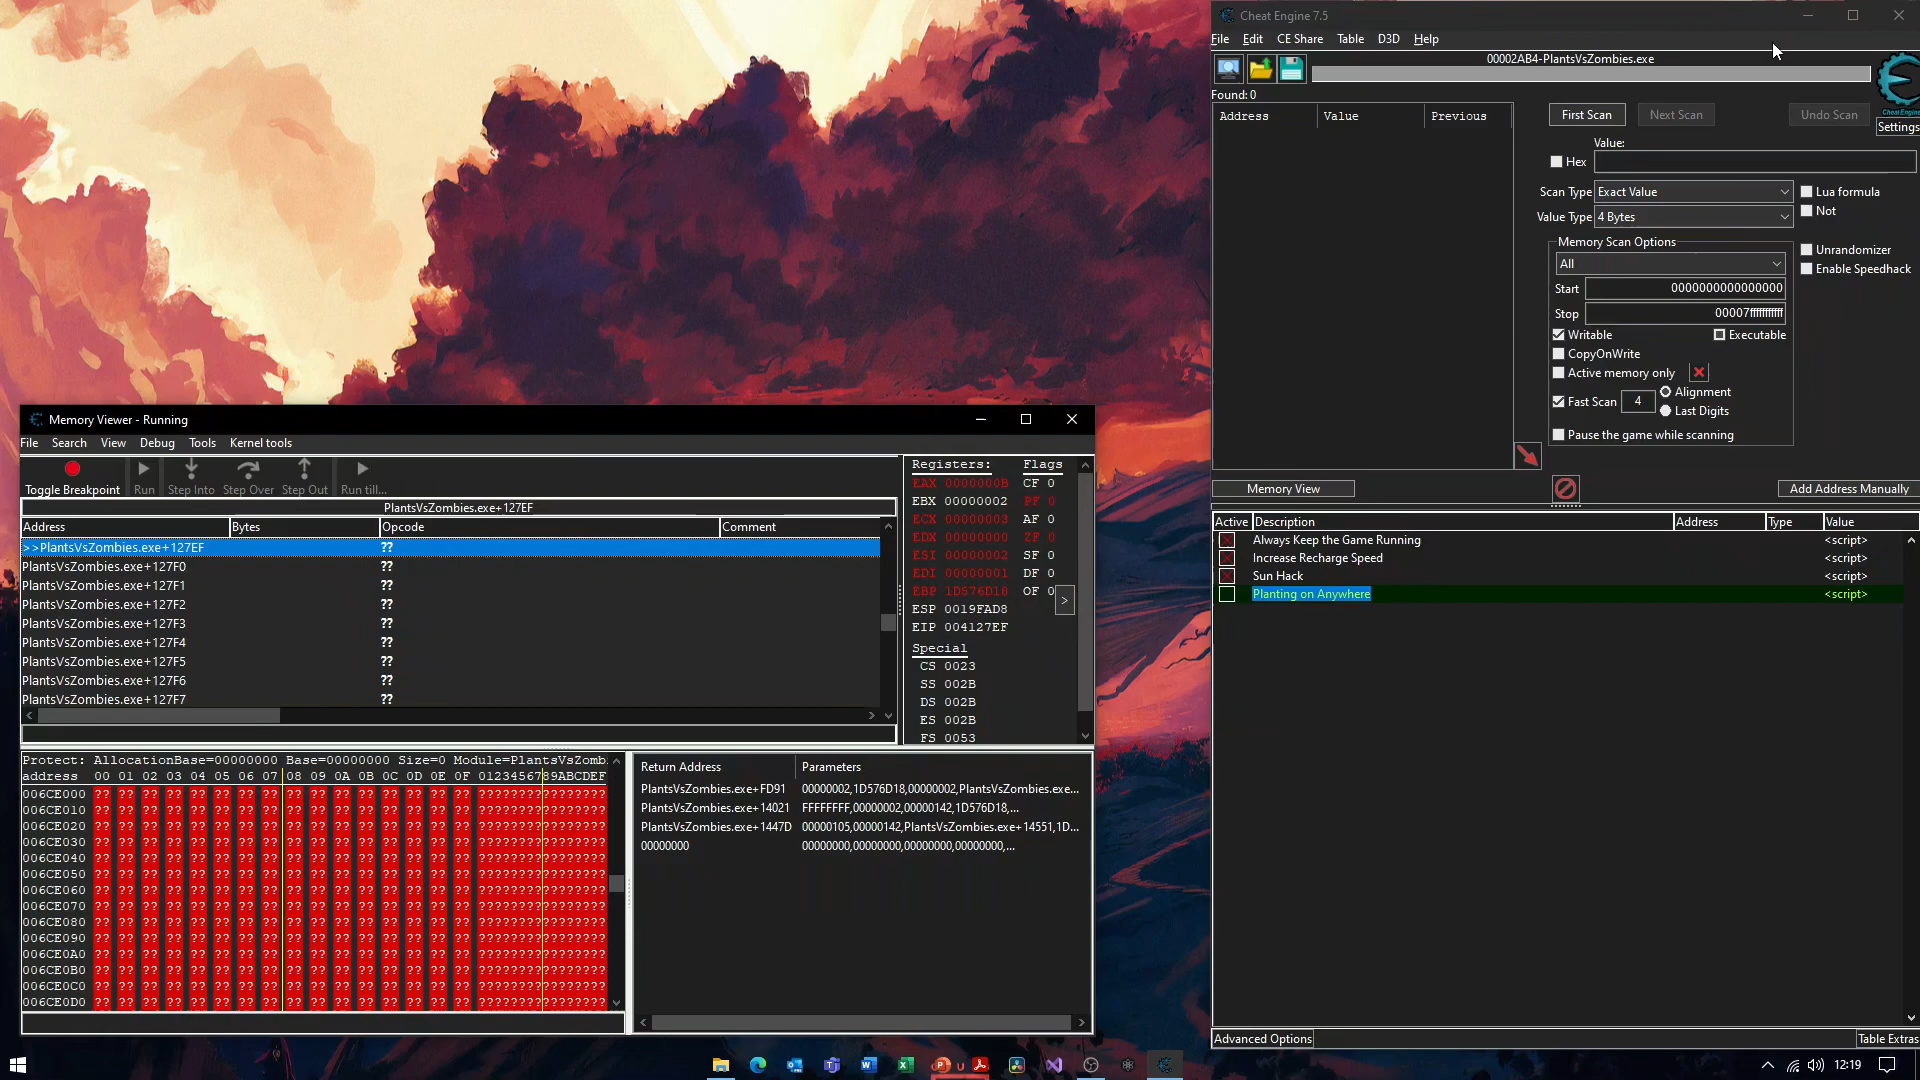 Cheat Engine 7.5
File Edit CE Share Table D3D Help
00002AB4-PlantsVsZombies.exe
Found: 0
Address Value Previous
First Scan Next Scan Undo Scan
Cheat Engine
Settings
Value:
Hex
Scan Type Exact Value Lua formula
Not
Value Type 4 Bytes
Memory Scan Options
All
Unrandomizer
Enable Speedhack
Start 0000000000000000
Stop 00007fffffffffff
Writable Executable
CopyOnWrite
Active memory only
Fast Scan 4 Alignment
Last Digits
Pause the game while scanning
Memory View Add Address Manually
Active Description Address Type Value
Always Keep the Game Running <script>
Increase Recharge Speed <script>
Sun Hack <script>
Planting on Anywhere <script>
Advanced Options Table Extras
Memory Viewer - Running
File Search View Debug Tools Kernel tools
Toggle Breakpoint Run Step Into Step Over Step Out Run till...
PlantsVsZombies.exe+127EF
Address Bytes Opcode Comment
>>PlantsVsZombies.exe+127EF ??
PlantsVsZombies.exe+127F0 ??
PlantsVsZombies.exe+127F1 ??
PlantsVsZombies.exe+127F2 ??
PlantsVsZombies.exe+127F3 ??
PlantsVsZombies.exe+127F4 ??
PlantsVsZombies.exe+127F5 ??
PlantsVsZombies.exe+127F6 ??
PlantsVsZombies.exe+127F7 ??
Registers: Flags
EAX 0000000B CF 0
EBX 00000002 PF 0
ECX 00000003 AF 0
EDX 00000000 ZF 0
ESI 00000002 SF 0
EDI 00000001 DF 0
EBP 1D576D18 OF 0
>
ESP 0019FAD8
EIP 004127EF
Special
CS 0023
SS 002B
DS 002B
ES 002B
FS 0053
Protect: AllocationBase=00000000 Base=00000000 Size=0 Module=PlantsVsZomb
address 00 01 02 03 04 05 06 07 08 09 0A 0B 0C 0D 0E 0F 0123456789ABCDEF
006CE000 ?? ?? ?? ?? ?? ?? ?? ?? ?? ?? ?? ?? ?? ?? ?? ?? ????????????????
006CE010 ?? ?? ?? ?? ?? ?? ?? ?? ?? ?? ?? ?? ?? ?? ?? ?? ????????????????
006CE020 ?? ?? ?? ?? ?? ?? ?? ?? ?? ?? ?? ?? ?? ?? ?? ?? ????????????????
006CE030 ?? ?? ?? ?? ?? ?? ?? ?? ?? ?? ?? ?? ?? ?? ?? ?? ????????????????
006CE040 ?? ?? ?? ?? ?? ?? ?? ?? ?? ?? ?? ?? ?? ?? ?? ?? ????????????????
006CE050 ?? ?? ?? ?? ?? ?? ?? ?? ?? ?? ?? ?? ?? ?? ?? ?? ????????????????
006CE060 ?? ?? ?? ?? ?? ?? ?? ?? ?? ?? ?? ?? ?? ?? ?? ?? ????????????????
006CE070 ?? ?? ?? ?? ?? ?? ?? ?? ?? ?? ?? ?? ?? ?? ?? ?? ????????????????
006CE080 ?? ?? ?? ?? ?? ?? ?? ?? ?? ?? ?? ?? ?? ?? ?? ?? ????????????????
006CE090 ?? ?? ?? ?? ?? ?? ?? ?? ?? ?? ?? ?? ?? ?? ?? ?? ????????????????
006CE0A0 ?? ?? ?? ?? ?? ?? ?? ?? ?? ?? ?? ?? ?? ?? ?? ?? ????????????????
006CE0B0 ?? ?? ?? ?? ?? ?? ?? ?? ?? ?? ?? ?? ?? ?? ?? ?? ????????????????
006CE0C0 ?? ?? ?? ?? ?? ?? ?? ?? ?? ?? ?? ?? ?? ?? ?? ?? ????????????????
006CE0D0 ?? ?? ?? ?? ?? ?? ?? ?? ?? ?? ?? ?? ?? ?? ?? ?? ????????????????
Return Address Parameters
PlantsVsZombies.exe+FD91 00000002,1D576D18,00000002,PlantsVsZombies.exe...
PlantsVsZombies.exe+14021 FFFFFFFF,00000002,00000142,1D576D18,...
PlantsVsZombies.exe+1447D 00000105,00000142,PlantsVsZombies.exe+14551,1D...
00000000 00000000,00000000,00000000,00000000,...
12:19